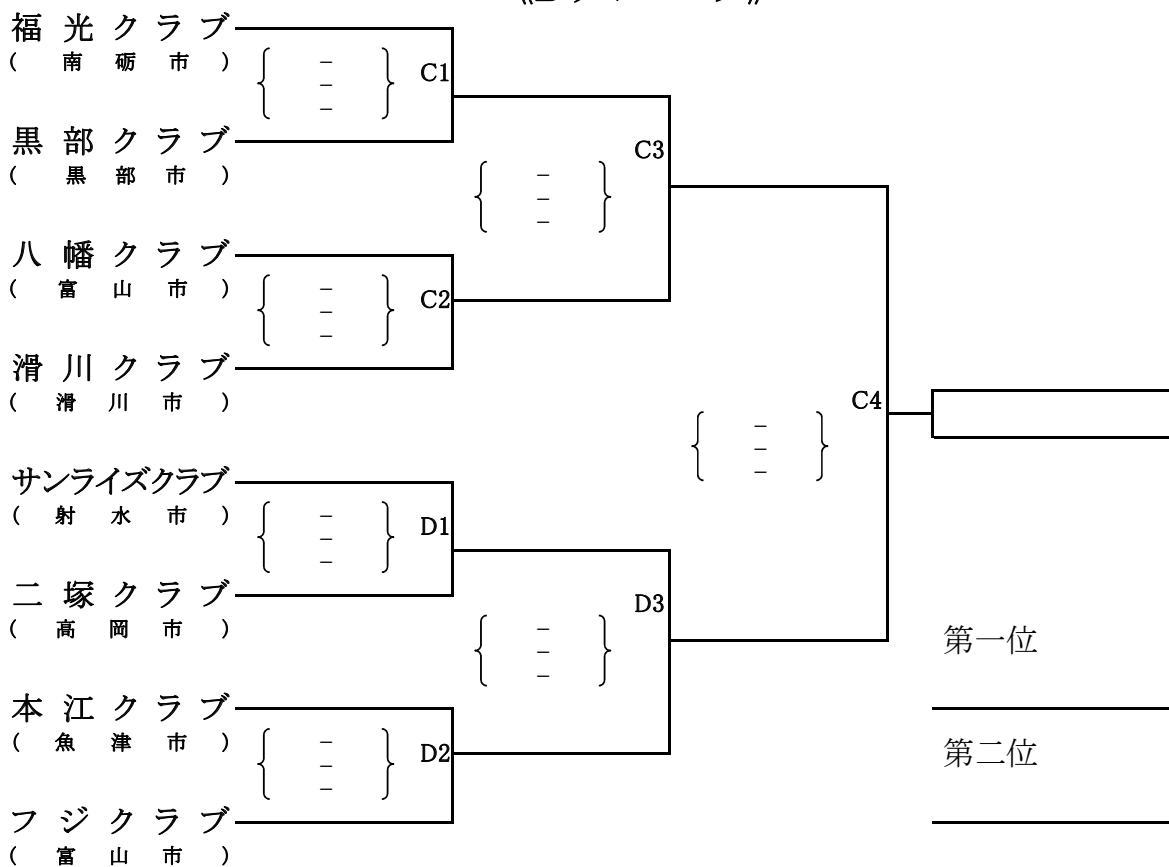 福光クラブ
(南砺市)
C1
黒部クラブ
(黒部市)
C3
八幡クラブ
(富山市)
C2
滑川クラブ
(滑川市)
C4
サンライズクラブ
(射水市)
D1
二塚クラブ
(高岡市)
D3
第一位
本江クラブ
(魚津市)
D2
第二位
フジクラブ
(富山市)